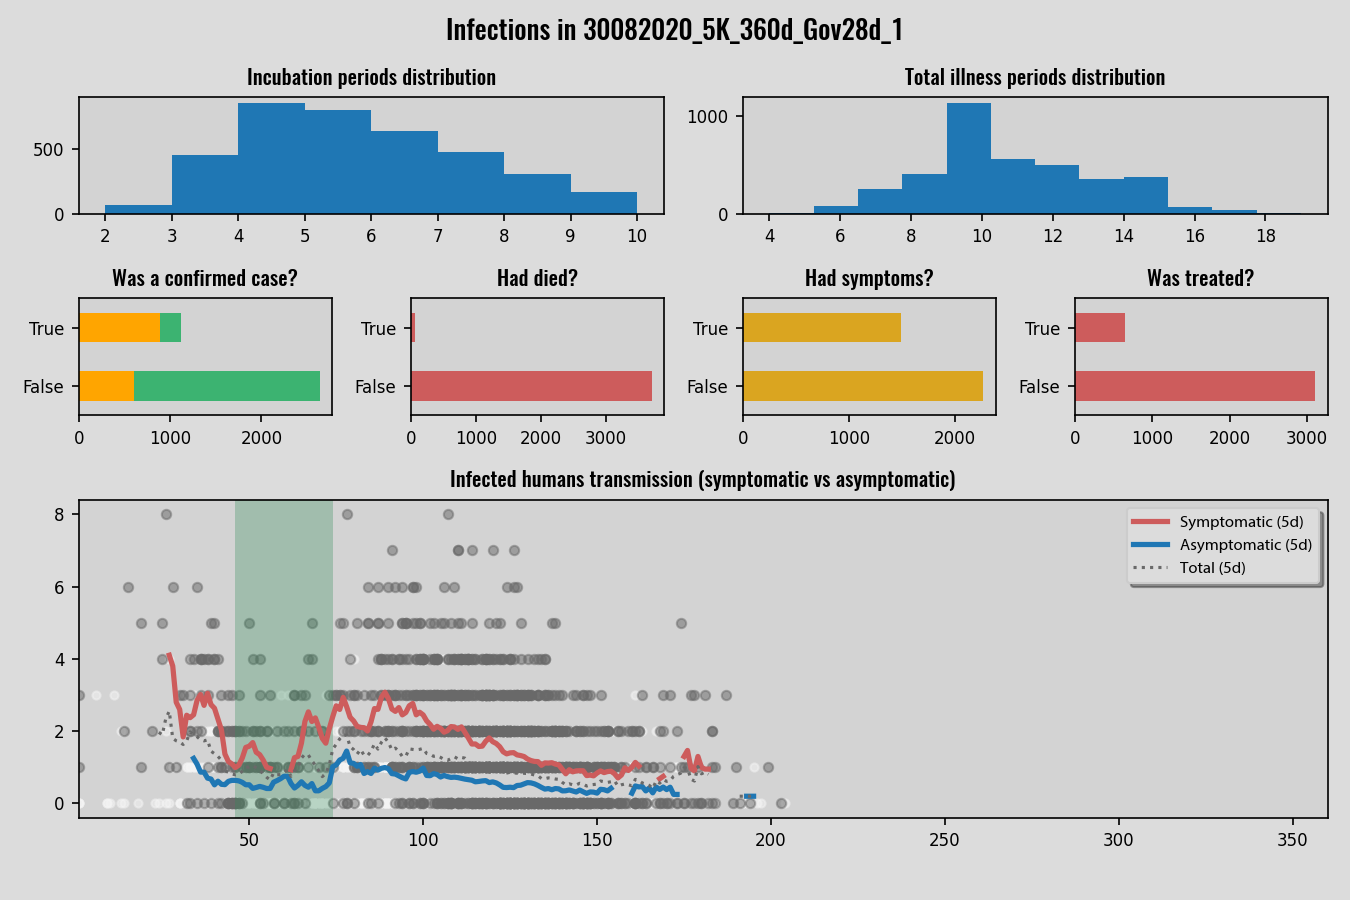 Infections in 30082020_5K_360d_Gov28d_1
Incubation periods distribution
500
0
2 3 4 5 6 7 8 9 10
Total illness periods distribution
1000
0
4 6 8 10 12 14 16 18
Was a confirmed case?
True
False
0 1000 2000
Had died?
True
False
0 1000 2000 3000
Had symptoms?
True
False
0 1000 2000
Was treated?
True
False
0 1000 2000 3000
Infected humans transmission (symptomatic vs asymptomatic)
8
6
4
2
0
50 100 150 200 250 300 350
Symptomatic (5d)
Asymptomatic (5d)
Total (5d)